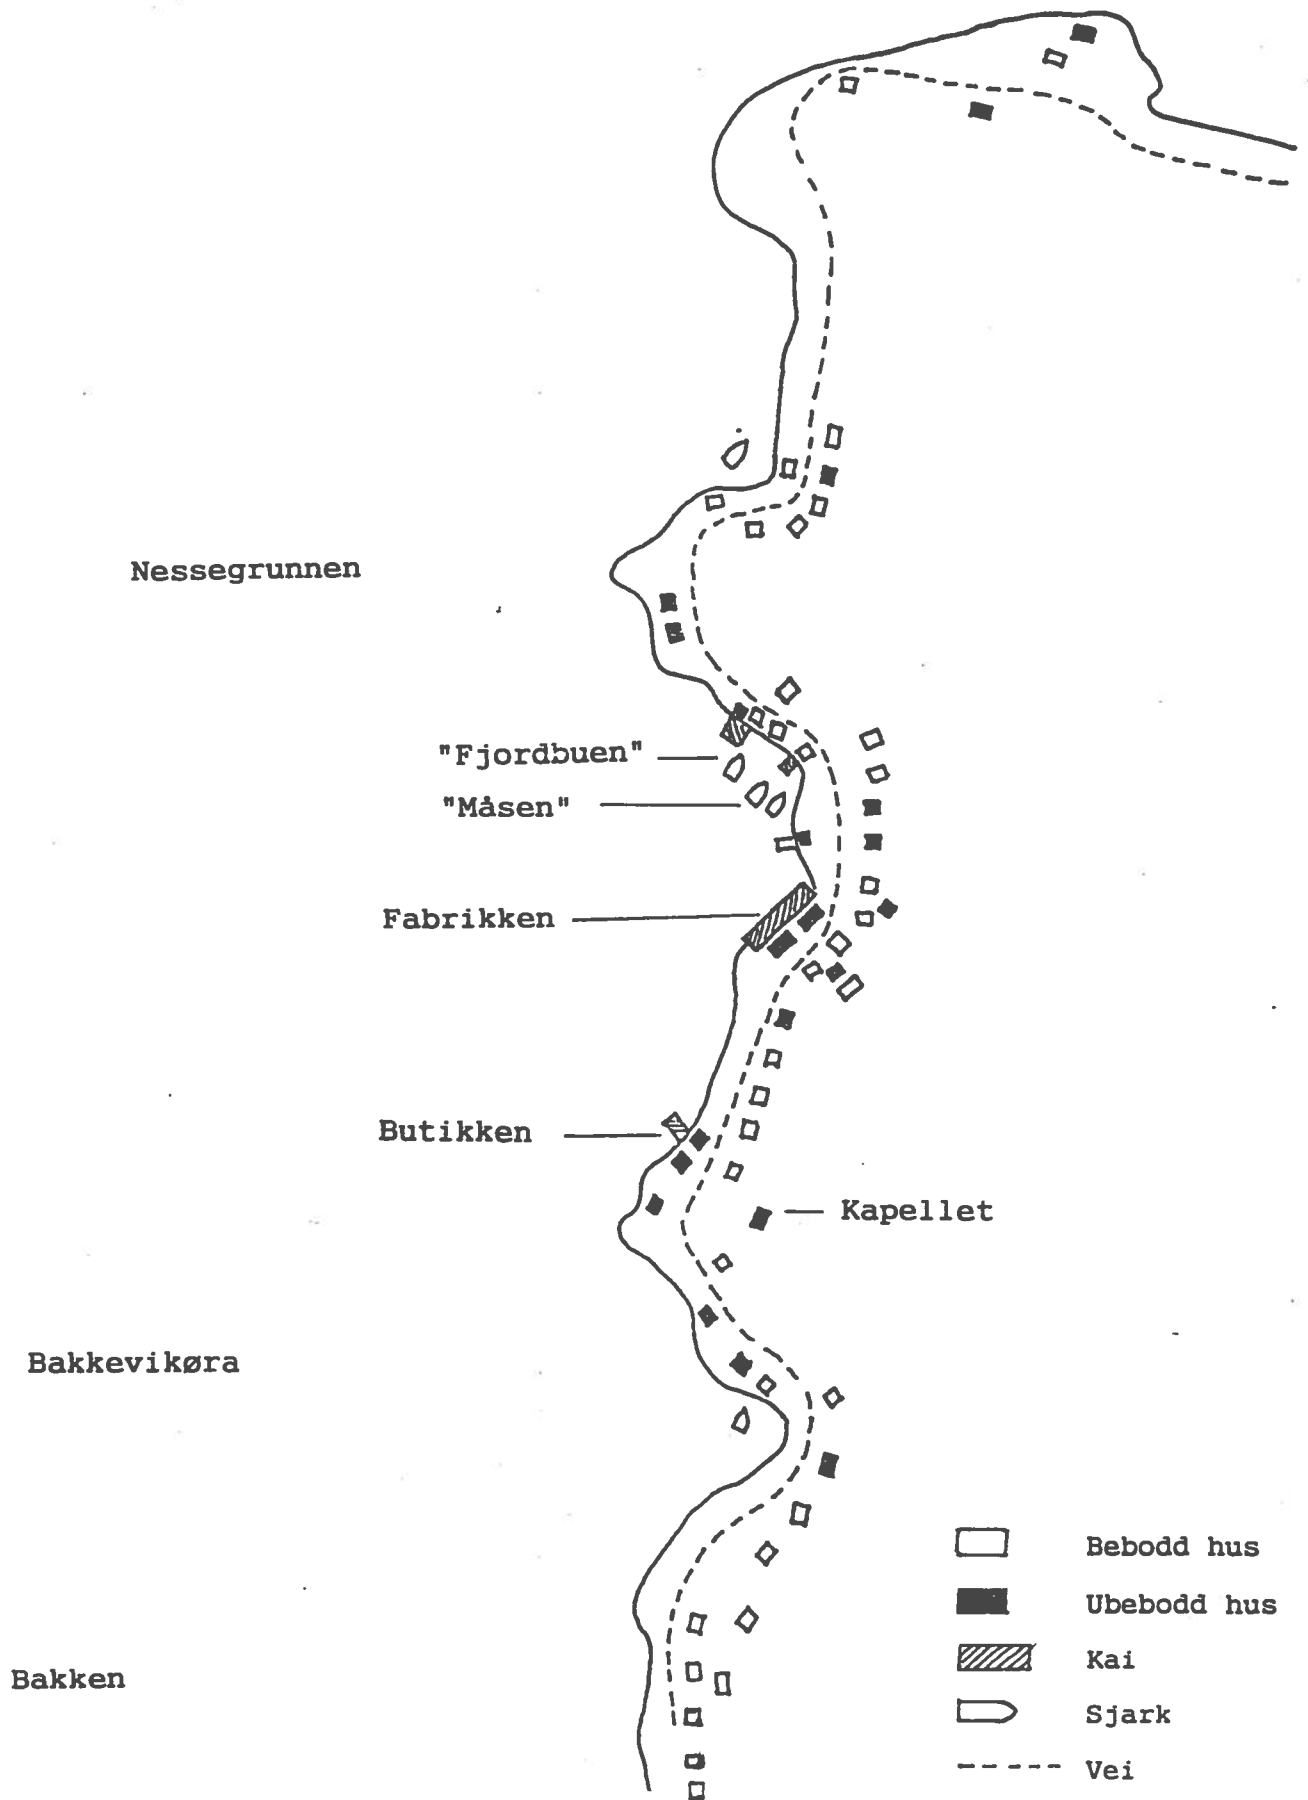 Nessegrunnen
"Fjordbuen"
"Måsen"
Fabrikken
Butikken
Kapellet
Bakkevikøra
Bakken
Bebodd hus
Ubebodd hus
Kai
Sjark
Vei